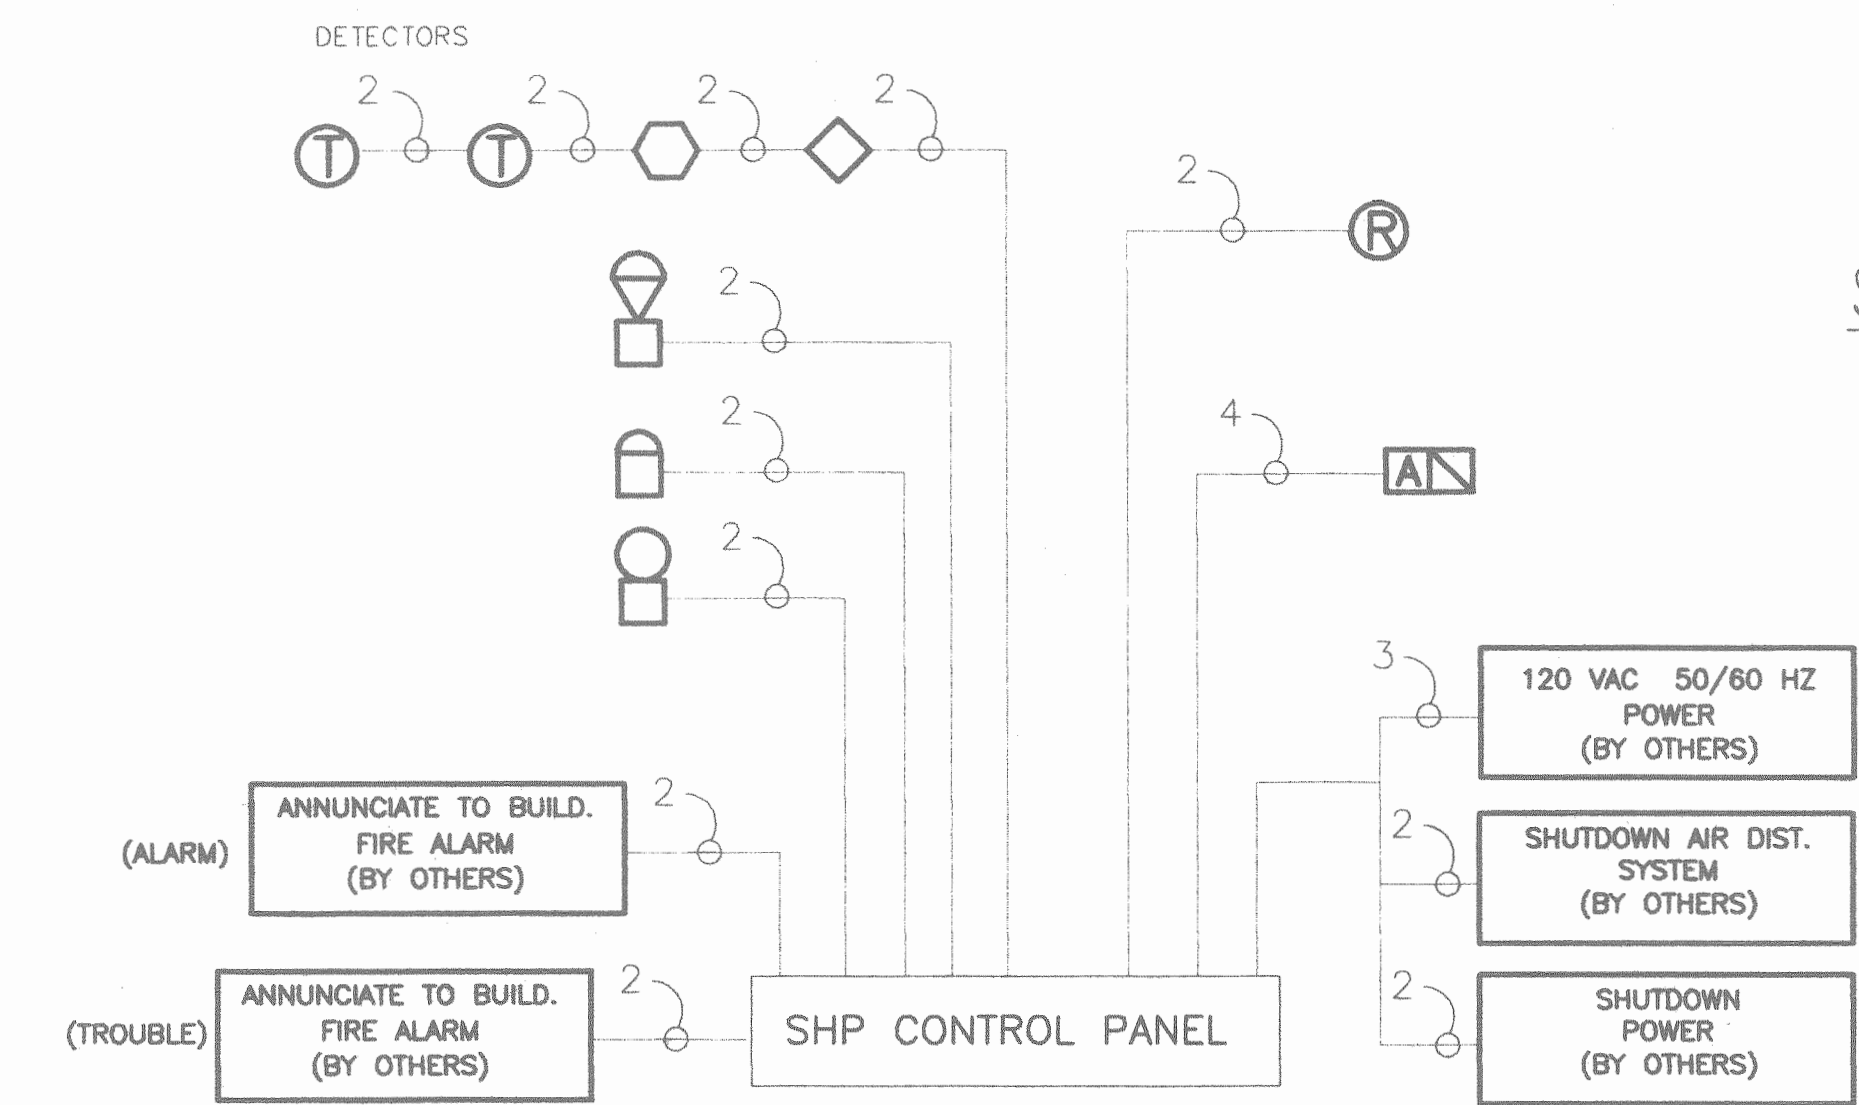 DETECTORS
2 2 2 2
T T
2
R
2
2
4
A
2
3
120 VAC 50/60 HZ
POWER
(BY OTHERS)
2
(ALARM)
ANNUNCIATE TO BUILD.
FIRE ALARM
(BY OTHERS)
2
SHUTDOWN AIR DIST.
SYSTEM
(BY OTHERS)
2
(TROUBLE)
ANNUNCIATE TO BUILD.
FIRE ALARM
(BY OTHERS)
SHP CONTROL PANEL
2
SHUTDOWN
POWER
(BY OTHERS)